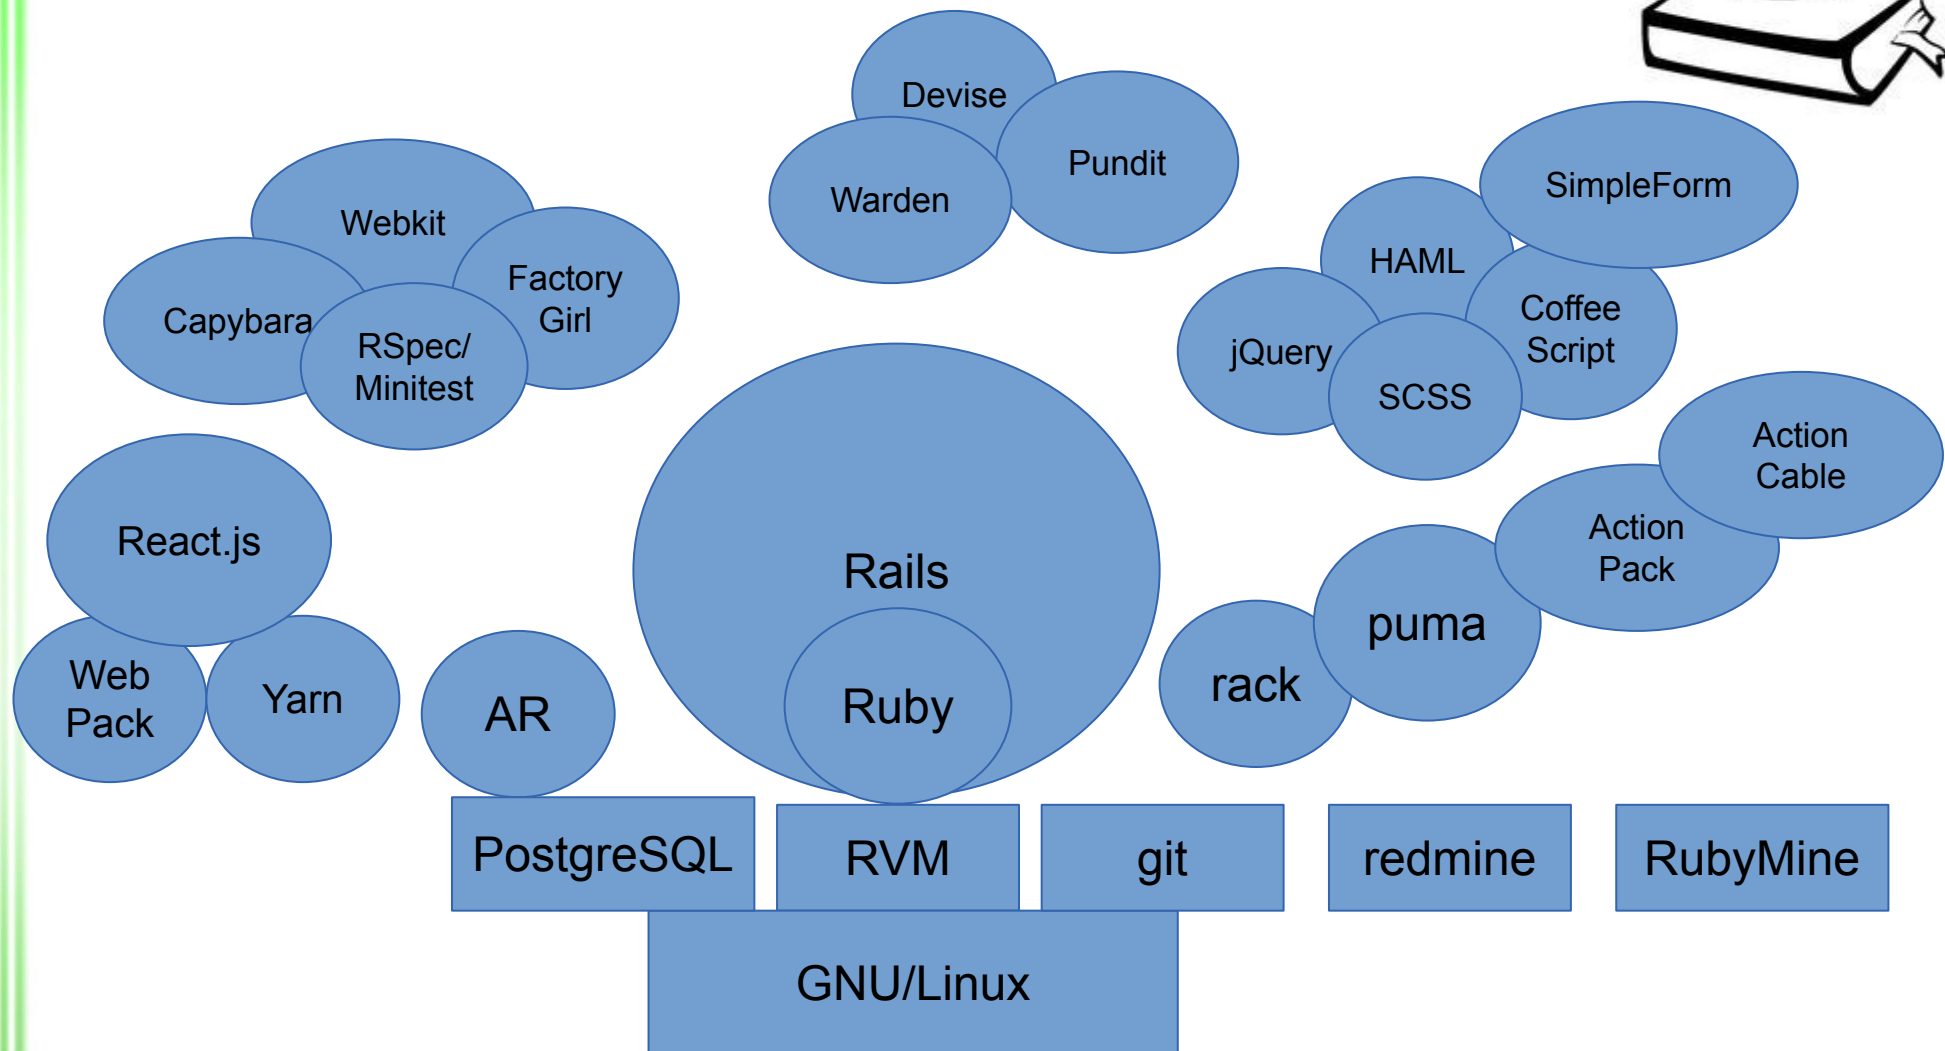 Devise
Pundit
Warden
SimpleForm
Webkit
HAML
Factory
Girl
Capybara
RSpec/
Minitest
Coffee
Script
jQuery
SCSS
Action
Cable
React.js
Action
Pack
Rails
puma
Web
Pack
Yarn
AR
Ruby
rack
PostgreSQL
RVM
git
redmine
RubyMine
GNU/Linux